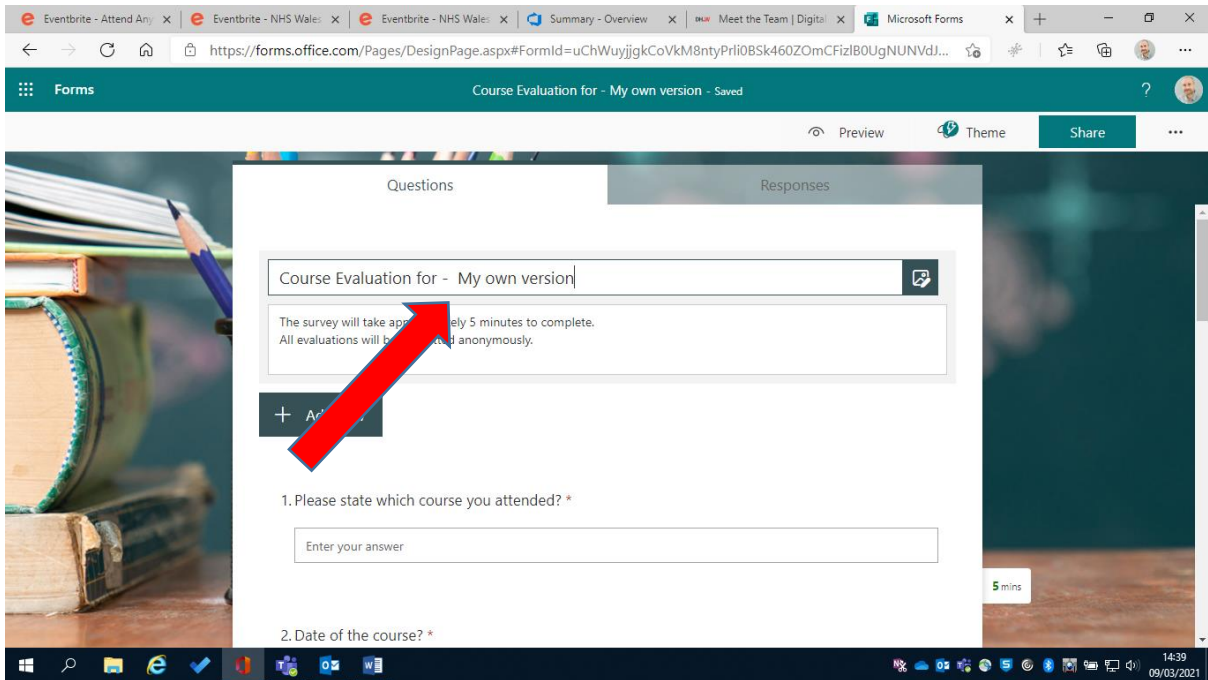 Eventbrite - Attend Any
Eventbrite - NHS Wales
Eventbrite - NHS Wales
Summary - Overview
Meet the Team | Digital
Microsoft Forms
https://forms.office.com/Pages/DesignPage.aspx#FormId=uChWuyjjgkCoVkM8ntyPrli0BSk460ZOmCFizlB0UgNUNVdJ...
Forms
Course Evaluation for - My own version - Saved
?
Preview
Theme
Share
Questions
Responses
Course Evaluation for - My own version
The survey will take ely 5 minutes to complete.
All evaluations will anonymously.
+
1. Please state which course you attended? *
Enter your answer
5 mins
2. Date of the course? *
14:39
09/03/2021